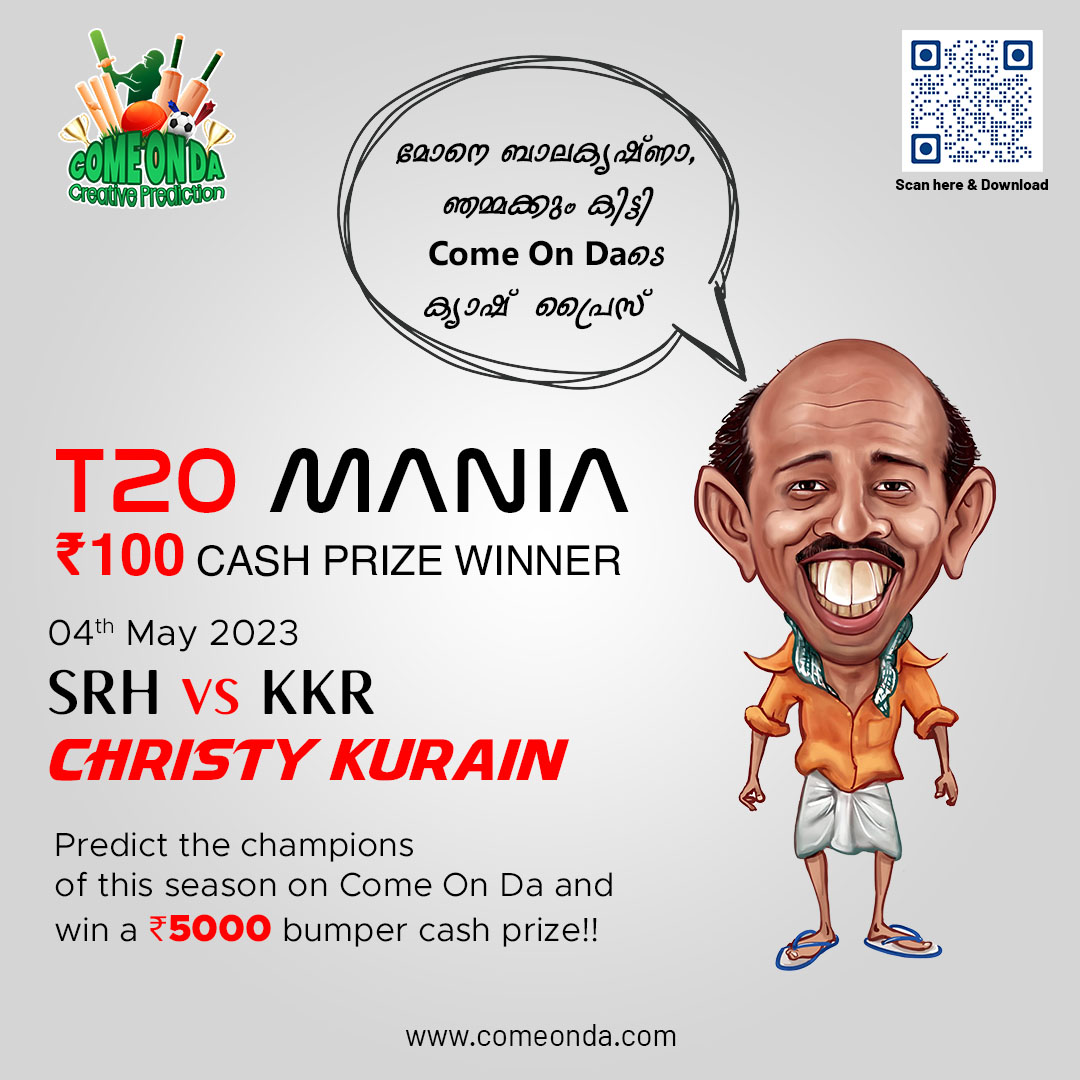 COME ON DA
Creative Prediction
Scan here & Download
മോനെ ബാലകൃഷ്ണാ,
ഞമ്മക്കും കിട്ടി
Come On Daടെ
ക്യാഷ് പ്രൈസ്
T20 MANIA
₹100 CASH PRIZE WINNER
04th May 2023
SRH vs KKR
CHRISTY KURAIN
Predict the champions
of this season on Come On Da and
win a ₹5000 bumper cash prize!!
www.comeonda.com